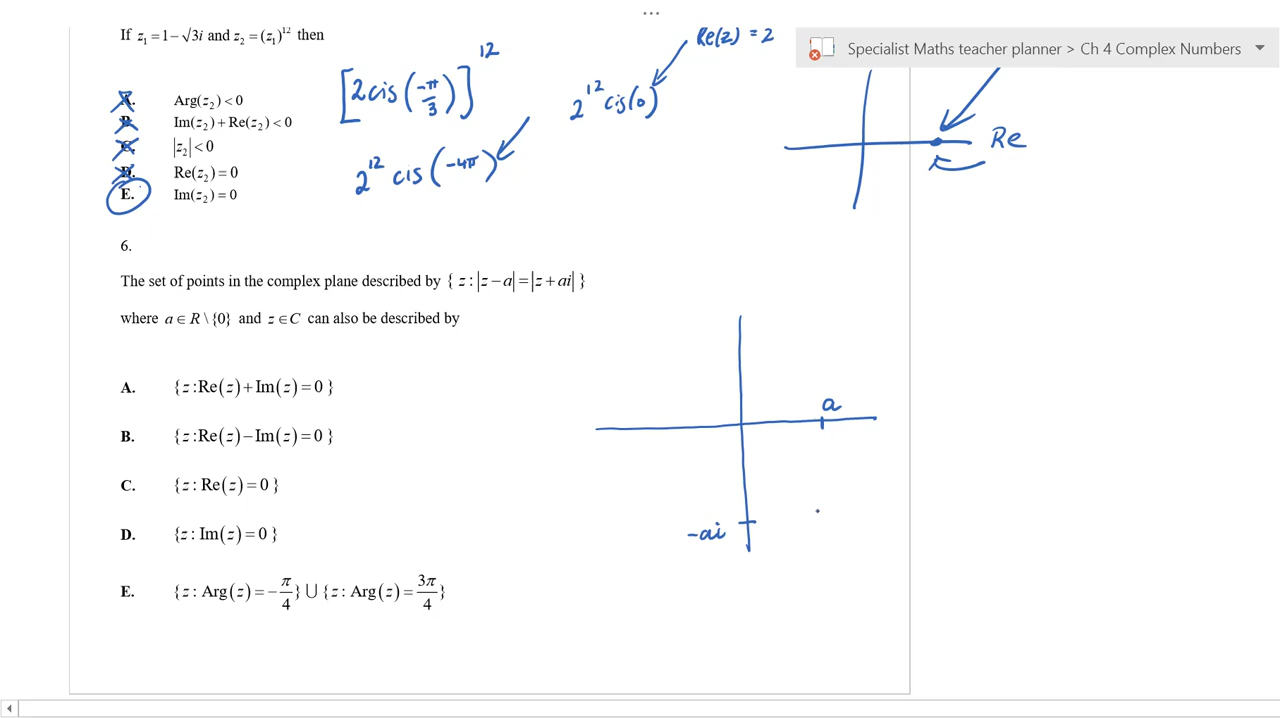 If z₁ = 1 − √3i and z₂ = (z₁)¹² then
A. Arg(z₂) < 0
B. Im(z₂) + Re(z₂) < 0
C. |z₂| < 0
D. Re(z₂) = 0
E. Im(z₂) = 0
[2cis(-π/3)]¹²
2¹² cis(-4π)
2¹² cis(0)
Re(z) = 2
Specialist Maths teacher planner > Ch 4 Complex Numbers
Re
6.
The set of points in the complex plane described by { z : |z − a| = |z + ai| }
where a ∈ R \ {0} and z ∈ C can also be described by
A. {z : Re(z) + Im(z) = 0 }
B. {z : Re(z) − Im(z) = 0 }
C. {z : Re(z) = 0 }
D. {z : Im(z) = 0 }
E. {z : Arg(z) = −π/4} ∪ {z : Arg(z) = 3π/4}
a
-ai